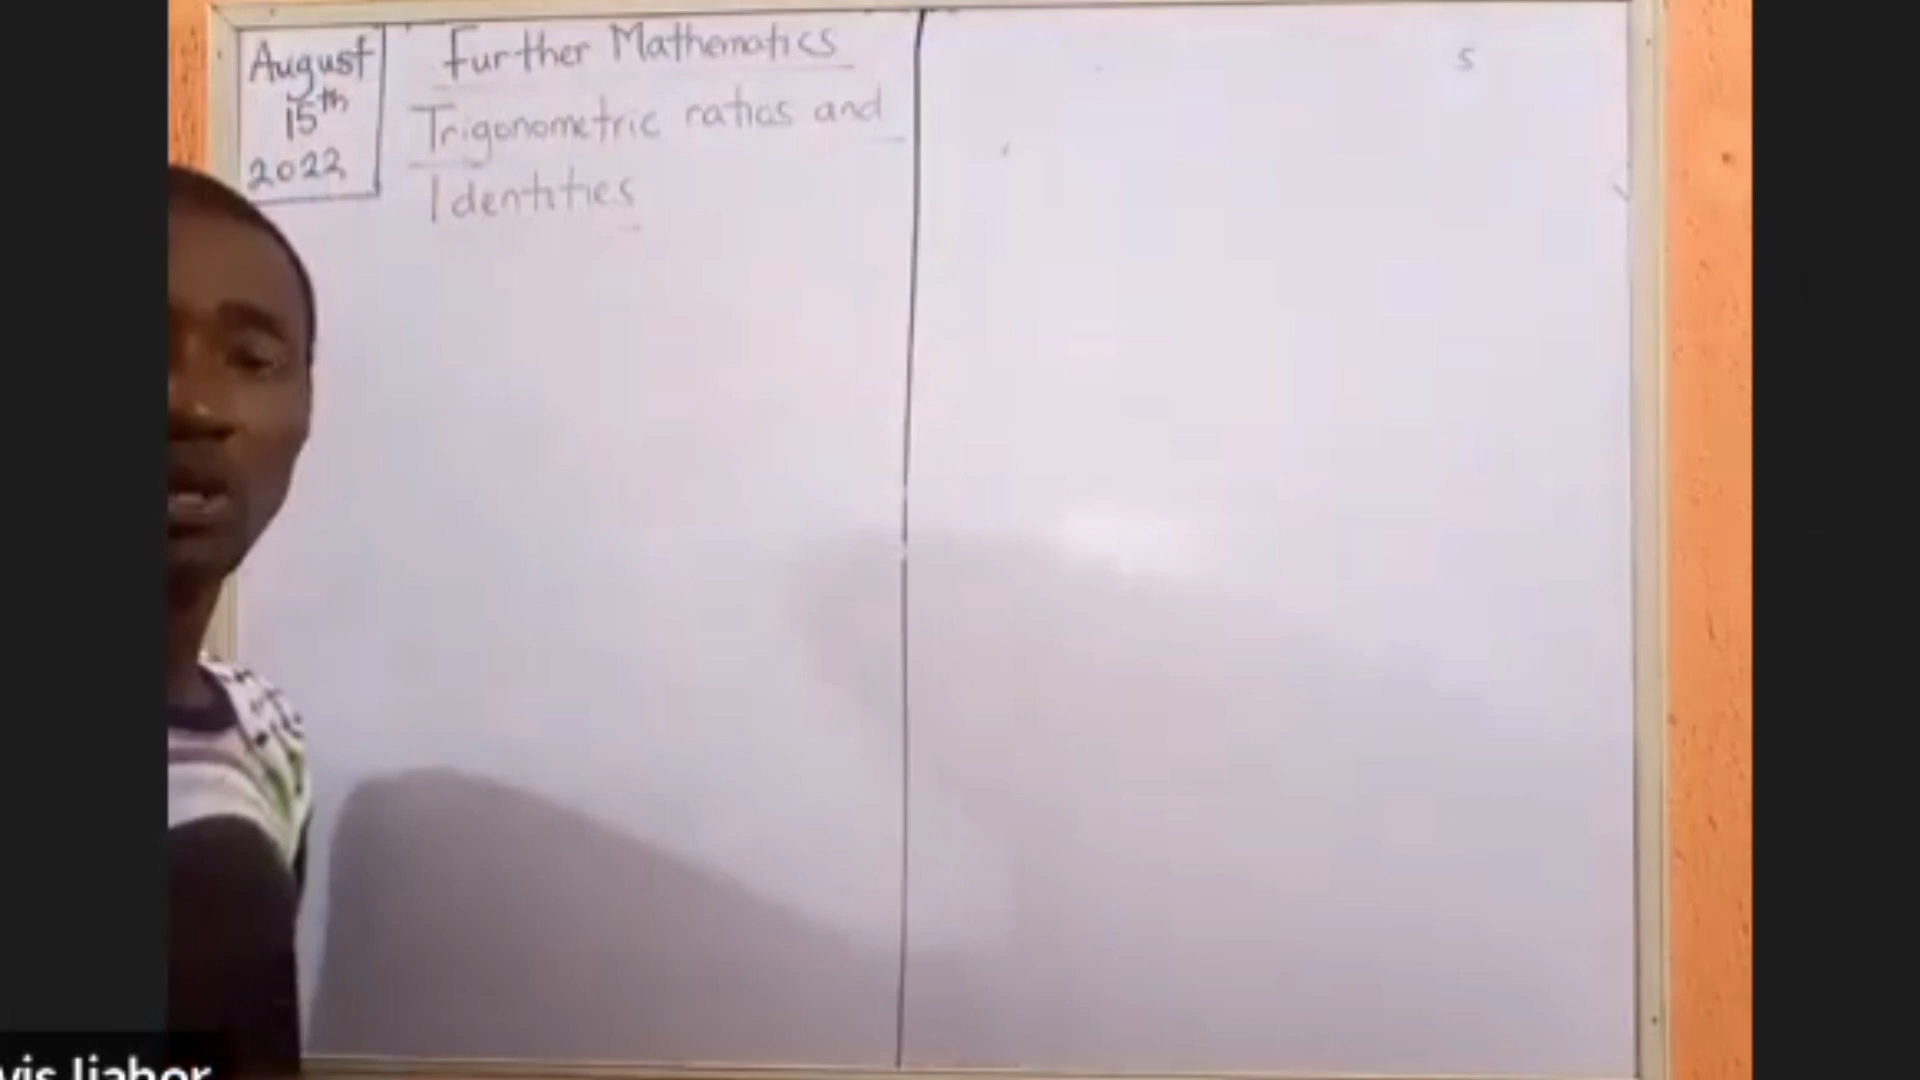 August
15th
2022
Further Mathematics
Trigonometric ratios and
Identities
s